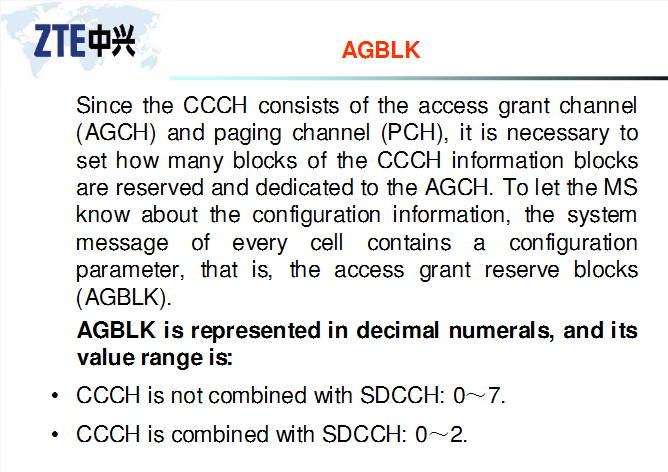 ZTE中兴
AGBLK
Since the CCCH consists of the access grant channel
(AGCH) and paging channel (PCH), it is necessary to
set how many blocks of the CCCH information blocks
are reserved and dedicated to the AGCH. To let the MS
know about the configuration information, the system
message of every cell contains a configuration
parameter, that is, the access grant reserve blocks
(AGBLK).
AGBLK is represented in decimal numerals, and its
value range is:
• CCCH is not combined with SDCCH: 0～7.
• CCCH is combined with SDCCH: 0～2.